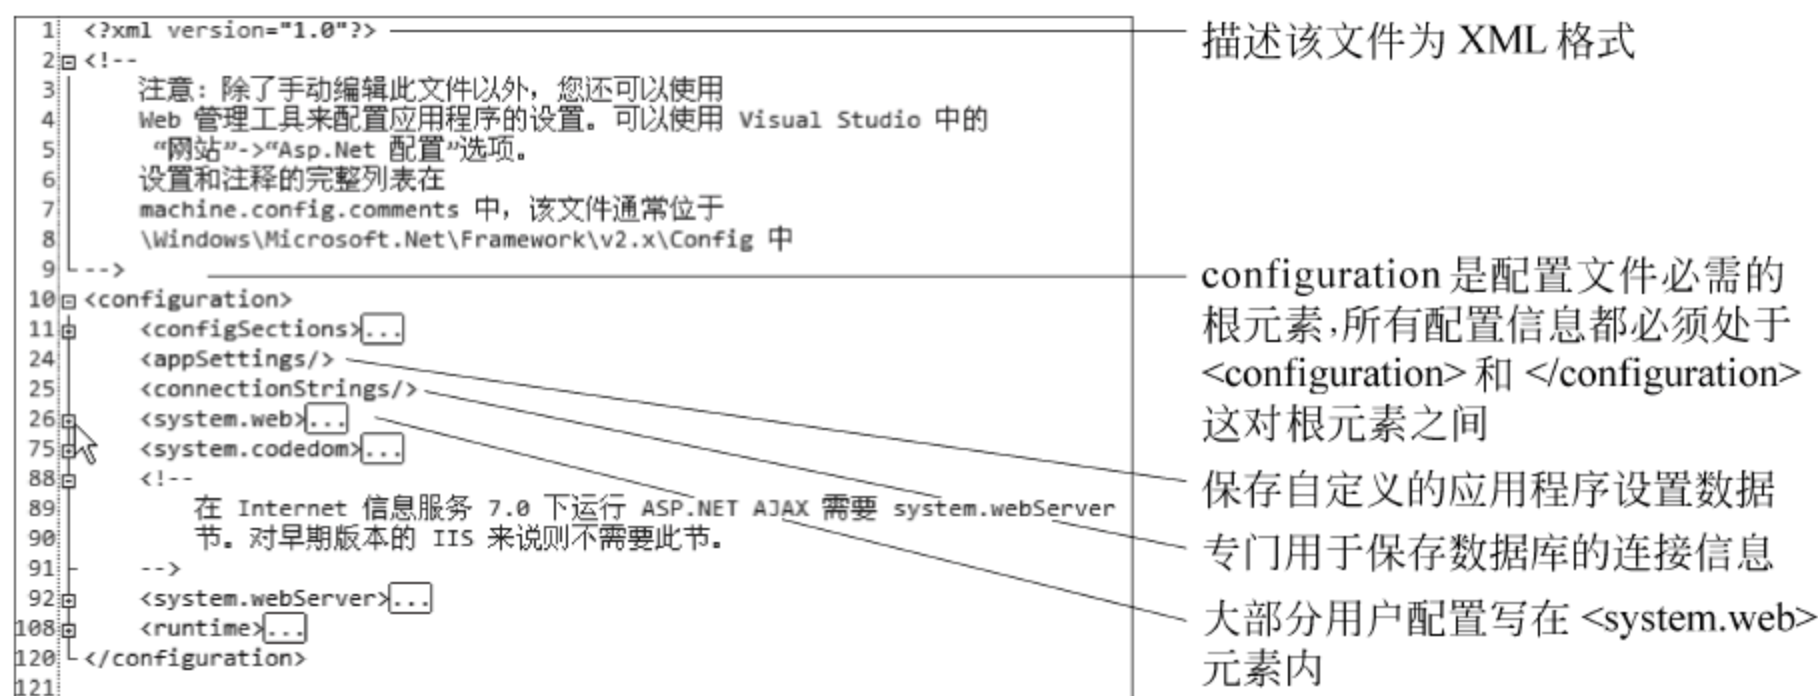 1 <?xml version="1.0"?>
2 <!--
3 注意：除了手动编辑此文件以外，您还可以使用
4 Web 管理工具来配置应用程序的设置。可以使用 Visual Studio 中的
5 “网站”->“Asp.Net 配置”选项。
6 设置和注释的完整列表在
7 machine.config.comments 中，该文件通常位于
8 \Windows\Microsoft.Net\Framework\v2.x\Config 中
9 -->
10 <configuration>
11 <configSections>...
24 <appSettings/>
25 <connectionStrings/>
26 <system.web>...
75 <system.codedom>...
88 <!--
89 在 Internet 信息服务 7.0 下运行 ASP.NET AJAX 需要 system.webServer
90 节。对早期版本的 IIS 来说则不需要此节。
91 -->
92 <system.webServer>...
108 <runtime>...
120 </configuration>
121
描述该文件为 XML 格式
configuration 是配置文件必需的
根元素，所有配置信息都必须处于
<configuration> 和 </configuration>
这对根元素之间
保存自定义的应用程序设置数据
专门用于保存数据库的连接信息
大部分用户配置写在 <system.web>
元素内